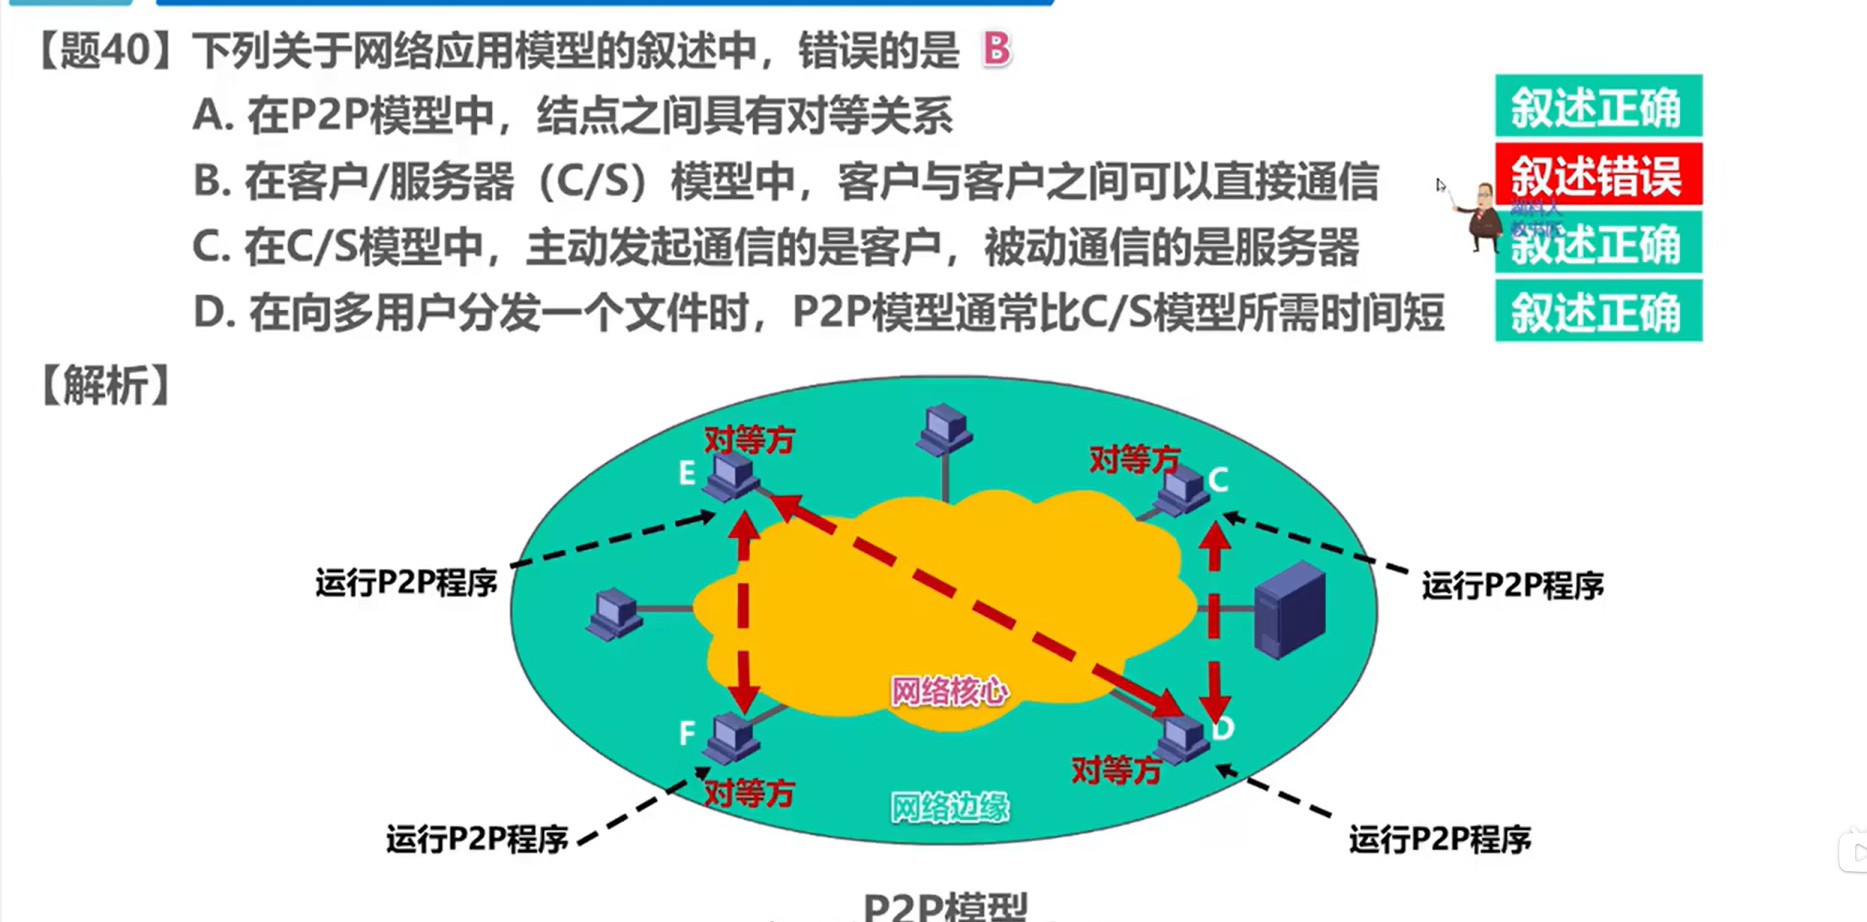 【题40】下列关于网络应用模型的叙述中，错误的是 B
A. 在P2P模型中，结点之间具有对等关系
叙述正确
B. 在客户/服务器（C/S）模型中，客户与客户之间可以直接通信
叙述错误
C. 在C/S模型中，主动发起通信的是客户，被动通信的是服务器
叙述正确
D. 在向多用户分发一个文件时，P2P模型通常比C/S模型所需时间短
叙述正确
【解析】
对等方
E
对等方
C
运行P2P程序
运行P2P程序
网络核心
F
D
对等方
对等方
网络边缘
运行P2P程序
运行P2P程序
P2P模型